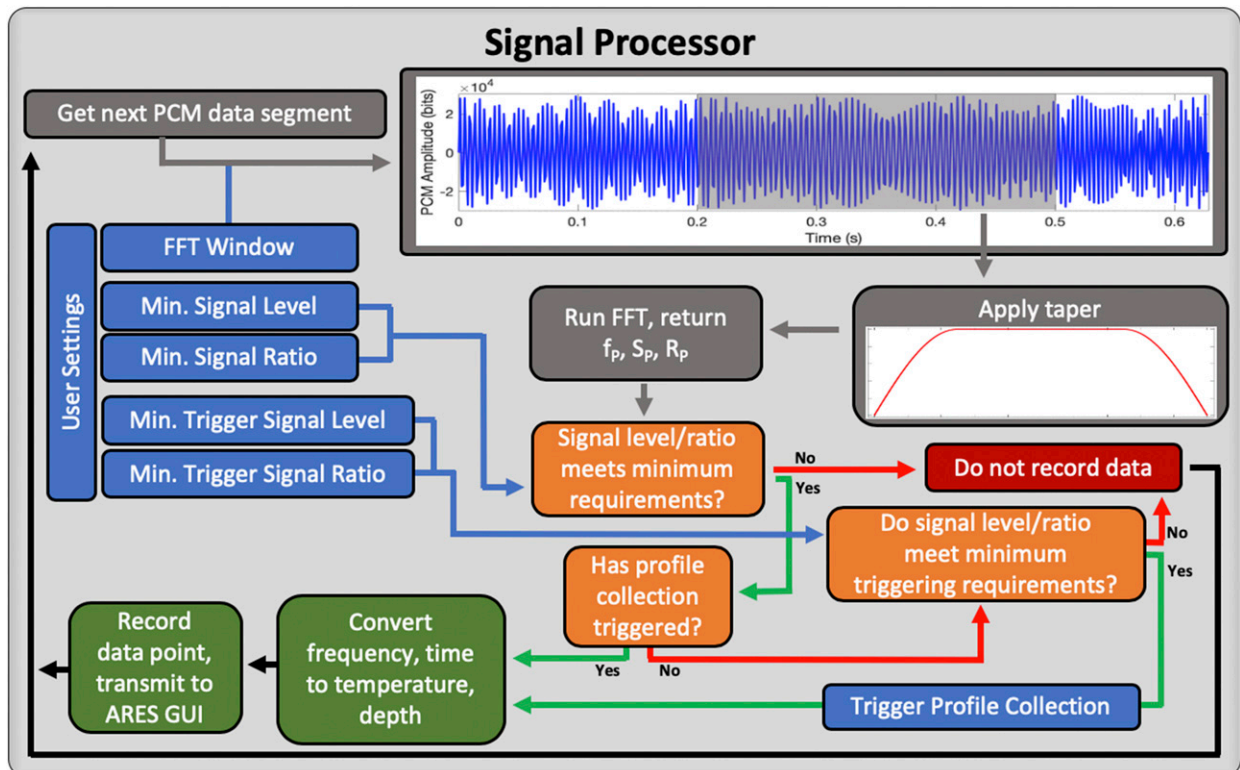 Signal Processor
Get next PCM data segment
×10⁴
PCM Amplitude (bits)
2
0
-2
0
0.1
0.2
0.3
0.4
0.5
0.6
Time (s)
User Settings
FFT Window
Min. Signal Level
Min. Signal Ratio
Min. Trigger Signal Level
Min. Trigger Signal Ratio
Run FFT, return
fₚ, Sₚ, Rₚ
Apply taper
Signal level/ratio
meets minimum
requirements?
No
Yes
Do not record data
Do signal level/ratio
meet minimum
triggering requirements?
No
Yes
Has profile
collection
triggered?
Yes
No
Record
data point,
transmit to
ARES GUI
Convert
frequency, time
to temperature,
depth
Trigger Profile Collection